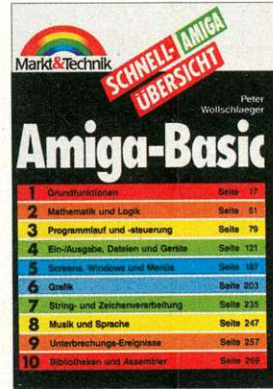 Markt&Technik
SCHNELL-AMIGA
ÜBERSICHT
Peter
Wollschlaeger
Amiga-Basic
1 Grundfunktionen Seite 17
2 Mathematik und Logik Seite 51
3 Programmlauf und -steuerung Seite 79
4 Ein-/Ausgabe, Dateien und Geräte Seite 121
5 Screens, Windows und Menüs Seite 187
6 Grafik Seite 203
7 String- und Zeichenverarbeitung Seite 235
8 Musik und Sprache Seite 247
9 Unterbrechungs-Ereignisse Seite 257
10 Bibliotheken und Assembler Seite 269